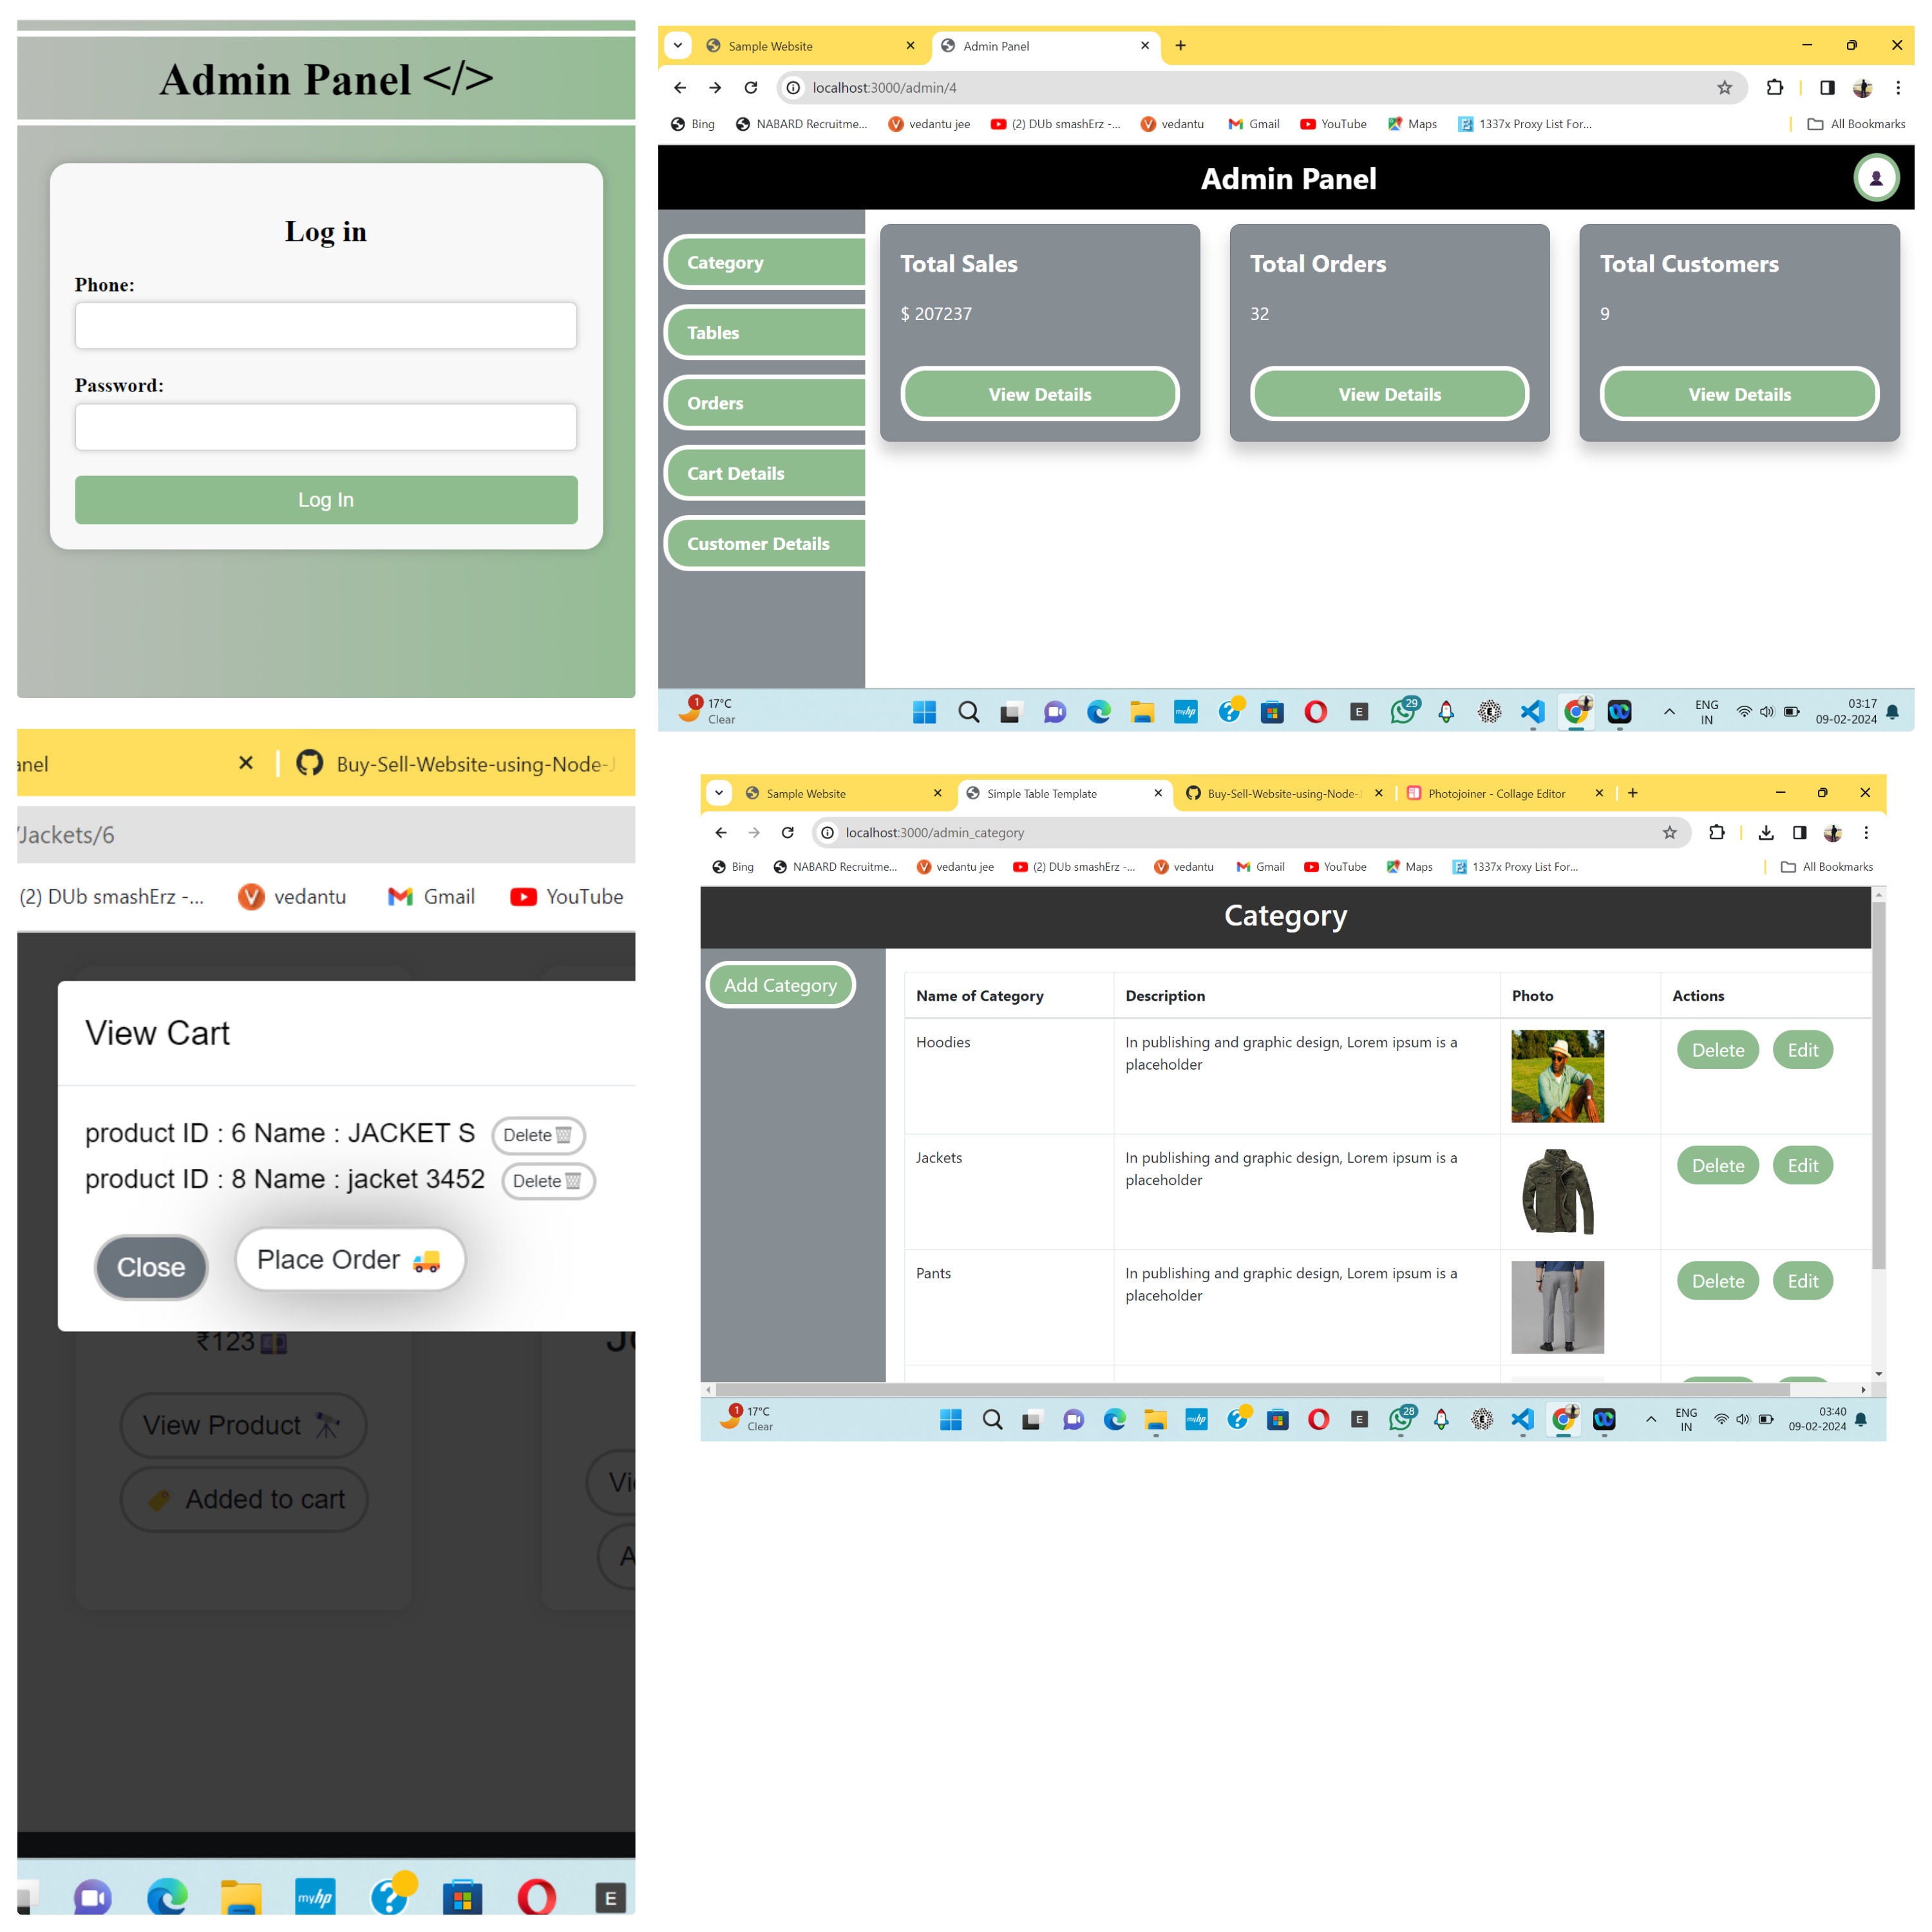 Admin Panel </>
Log in
Phone:
Password:
Log In
Sample Website
Admin Panel
localhost:3000/admin/4
Bing
NABARD Recruitme...
vedantu jee
(2) DUb smashErz -...
vedantu
Gmail
YouTube
Maps
1337x Proxy List For...
All Bookmarks
Admin Panel
Category
Tables
Orders
Cart Details
Customer Details
Total Sales
$ 207237
View Details
Total Orders
32
View Details
Total Customers
9
View Details
1
17°C
Clear
myhp
E
29
ENG
IN
03:17
09-02-2024
anel
Buy-Sell-Website-using-Node-J
/Jackets/6
(2) DUb smashErz -...
vedantu
Gmail
YouTube
View Cart
product ID : 6 Name : JACKET S Delete
product ID : 8 Name : jacket 3452 Delete
Close
Place Order
₹123
View Product
Added to cart
myhp
E
Sample Website
Simple Table Template
Buy-Sell-Website-using-Node-J
Photojoiner - Collage Editor
localhost:3000/admin_category
Bing
NABARD Recruitme...
vedantu jee
(2) DUb smashErz -...
vedantu
Gmail
YouTube
Maps
1337x Proxy List For...
All Bookmarks
Category
Add Category
Name of Category Description Photo Actions
Hoodies
In publishing and graphic design, Lorem ipsum is a
placeholder
Delete Edit
Jackets
In publishing and graphic design, Lorem ipsum is a
placeholder
Delete Edit
Pants
In publishing and graphic design, Lorem ipsum is a
placeholder
Delete Edit
1
17°C
Clear
myhp
E
28
ENG
IN
03:40
09-02-2024